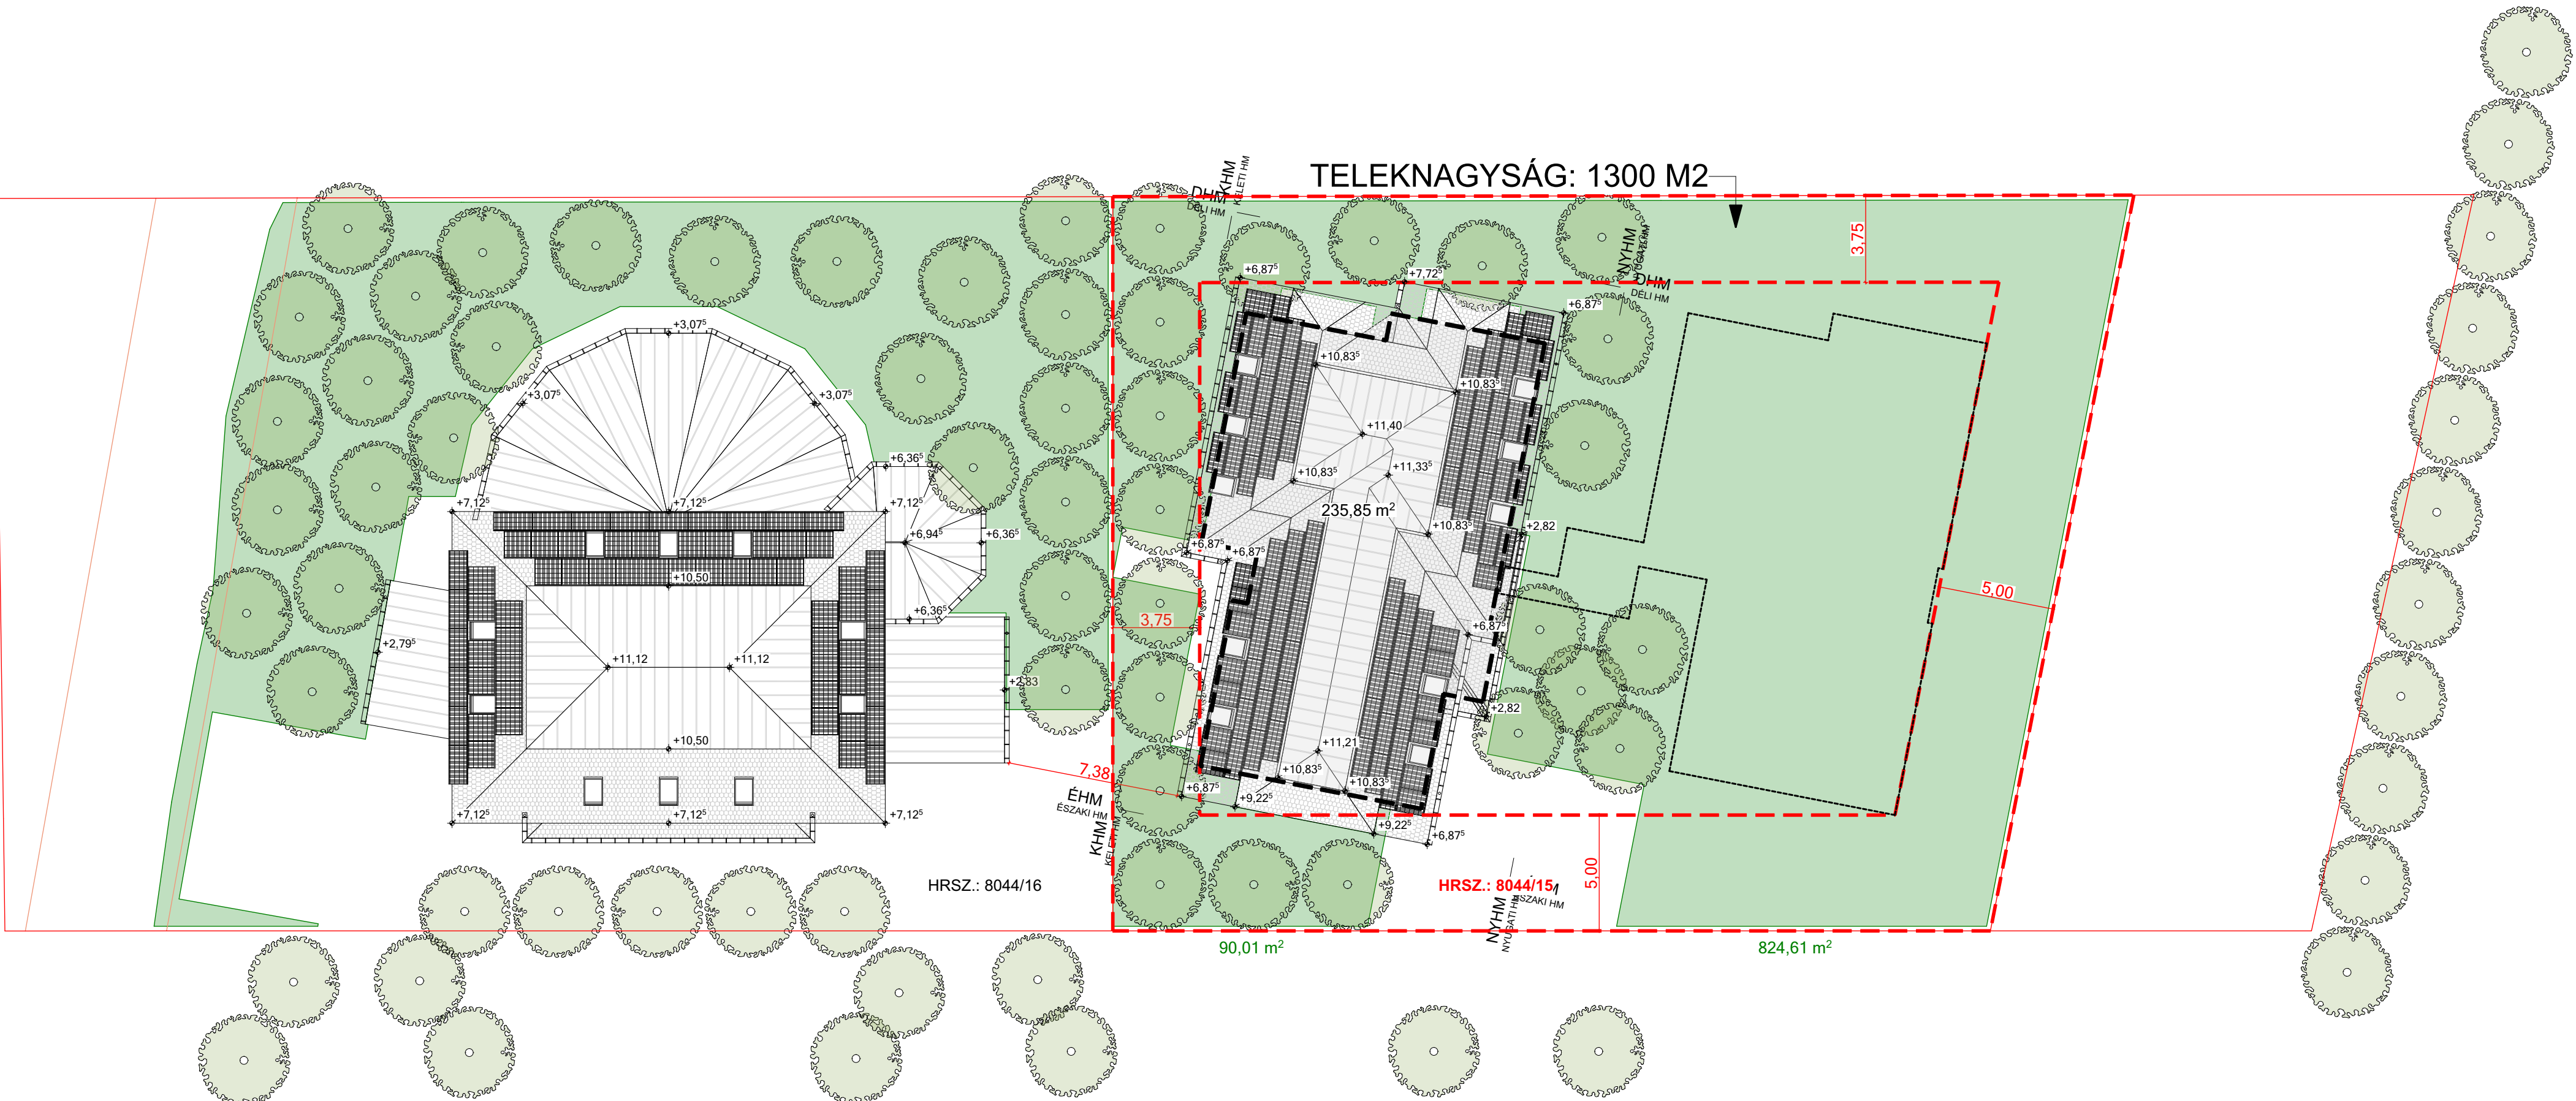 TELEKNAGYSÁG: 1300 M2
KHM
KELETI HM
DHM
DÉLI HM
NYHM
DHM
DÉLI HM
3,75
+6,87⁵
+7,72⁵
+6,87⁵
+3,07⁵
+3,07⁵
+3,07⁵
+10,83⁵
+10,83⁵
+11,40
+6,36⁵
+10,83⁵
+11,33⁵
+7,12⁵
+7,12⁵
+7,12⁵
235,85 m²
+10,83⁵
+2,82
+6,94⁵
+6,36⁵
+6,87⁵
+6,87⁵
+10,50
5,00
+6,36⁵
3,75
+6,87⁵
+2,79⁵
+11,12
+11,12
+2,83
+2,82
+10,50
+11,21
7,38
+10,83⁵
+10,83⁵
+6,87⁵
+9,22⁵
ÉHM
ÉSZAKI HM
+7,12⁵
+7,12⁵
+7,12⁵
+9,22⁵
+6,87⁵
KHM
KELETI HM
5,00
HRSZ.: 8044/16
HRSZ.: 8044/15
NYHM
NYUGATI HM
90,01 m²
824,61 m²